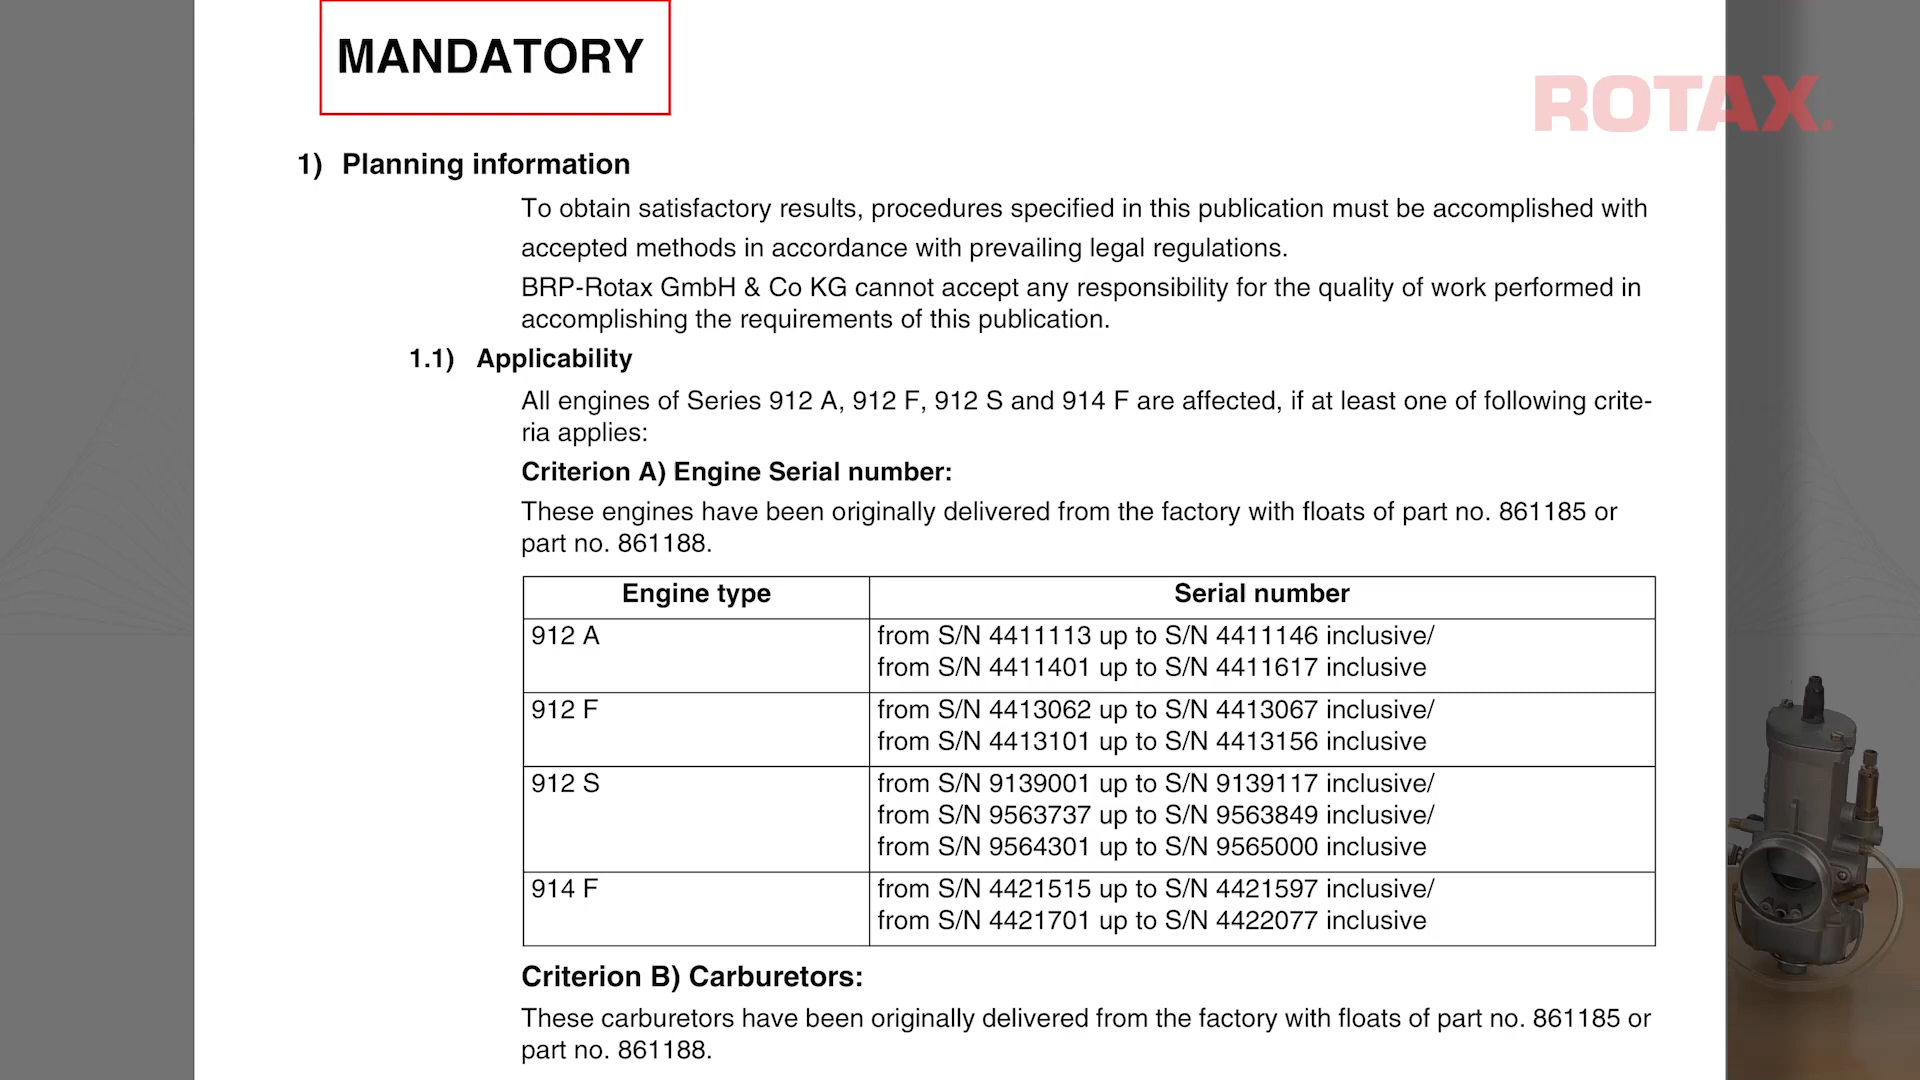 MANDATORY
ROTAX
1) Planning information
To obtain satisfactory results, procedures specified in this publication must be accomplished with
accepted methods in accordance with prevailing legal regulations.
BRP-Rotax GmbH & Co KG cannot accept any responsibility for the quality of work performed in
accomplishing the requirements of this publication.
1.1) Applicability
All engines of Series 912 A, 912 F, 912 S and 914 F are affected, if at least one of following crite-
ria applies:
Criterion A) Engine Serial number:
These engines have been originally delivered from the factory with floats of part no. 861185 or
part no. 861188.
Engine type Serial number
912 A from S/N 4411113 up to S/N 4411146 inclusive/
from S/N 4411401 up to S/N 4411617 inclusive
912 F from S/N 4413062 up to S/N 4413067 inclusive/
from S/N 4413101 up to S/N 4413156 inclusive
912 S from S/N 9139001 up to S/N 9139117 inclusive/
from S/N 9563737 up to S/N 9563849 inclusive/
from S/N 9564301 up to S/N 9565000 inclusive
914 F from S/N 4421515 up to S/N 4421597 inclusive/
from S/N 4421701 up to S/N 4422077 inclusive
Criterion B) Carburetors:
These carburetors have been originally delivered from the factory with floats of part no. 861185 or
part no. 861188.